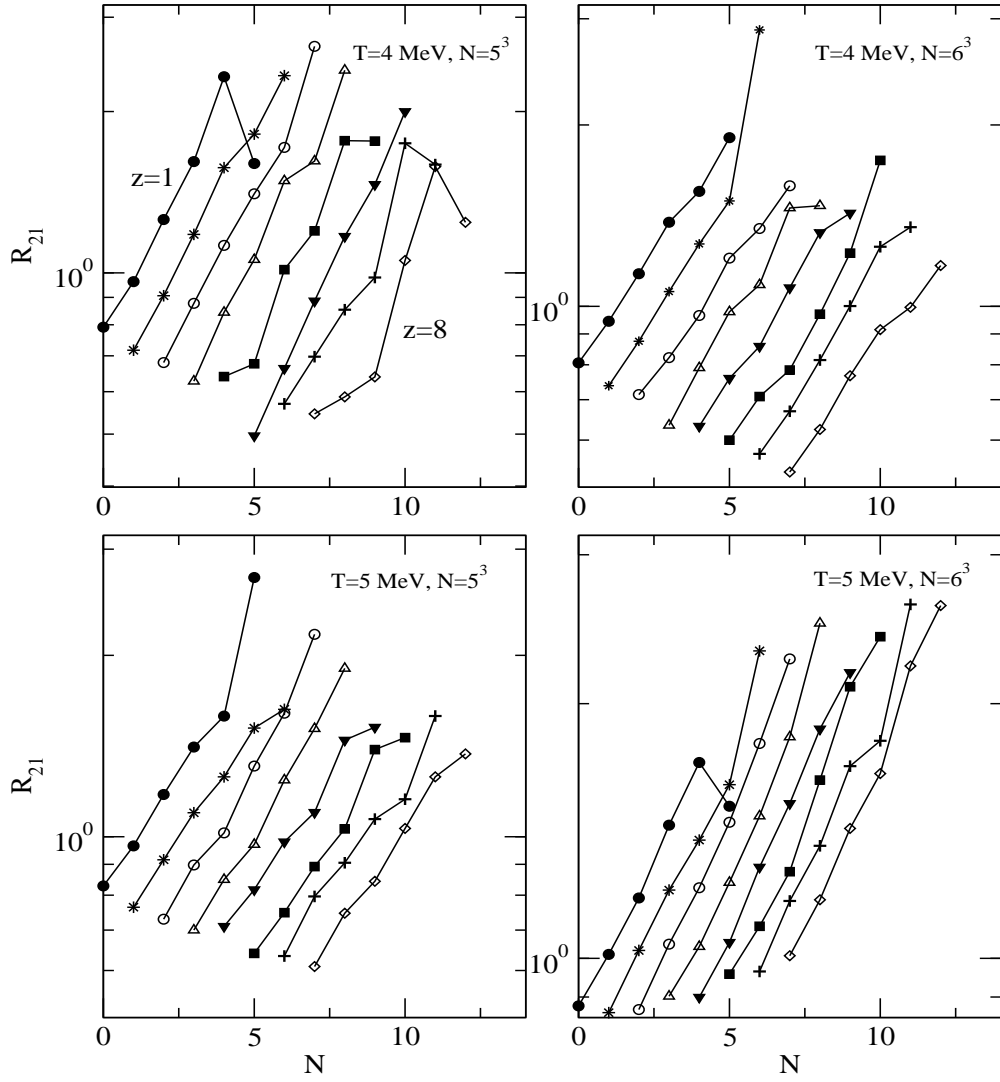 T=4 MeV, N=5³
T=4 MeV, N=6³
z=1
z=8
R₂₁
10⁰
10⁰
0 5 10
0 5 10
T=5 MeV, N=5³
T=5 MeV, N=6³
R₂₁
10⁰
10⁰
0 5 10
0 5 10
N
N